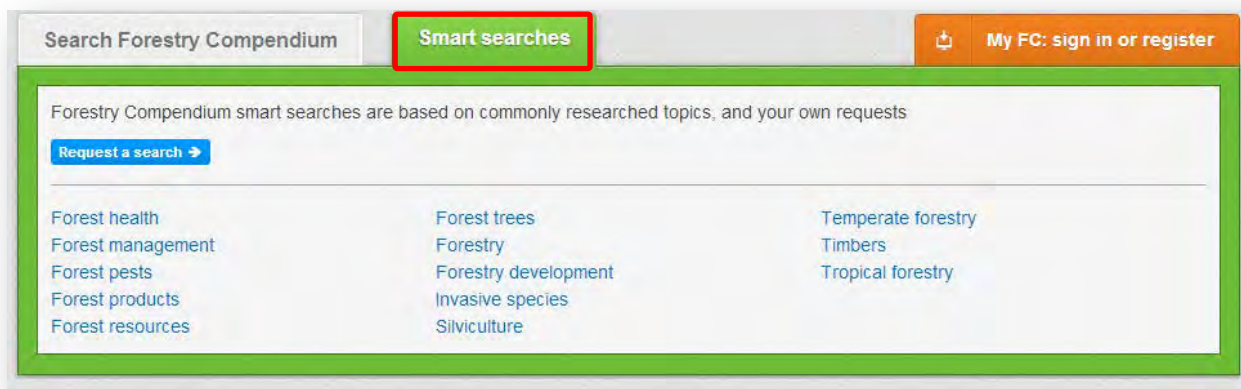 Search Forestry Compendium
Smart searches
My FC: sign in or register
Forestry Compendium smart searches are based on commonly researched topics, and your own requests
Request a search →
Forest health
Forest management
Forest pests
Forest products
Forest resources
Forest trees
Forestry
Forestry development
Invasive species
Silviculture
Temperate forestry
Timbers
Tropical forestry